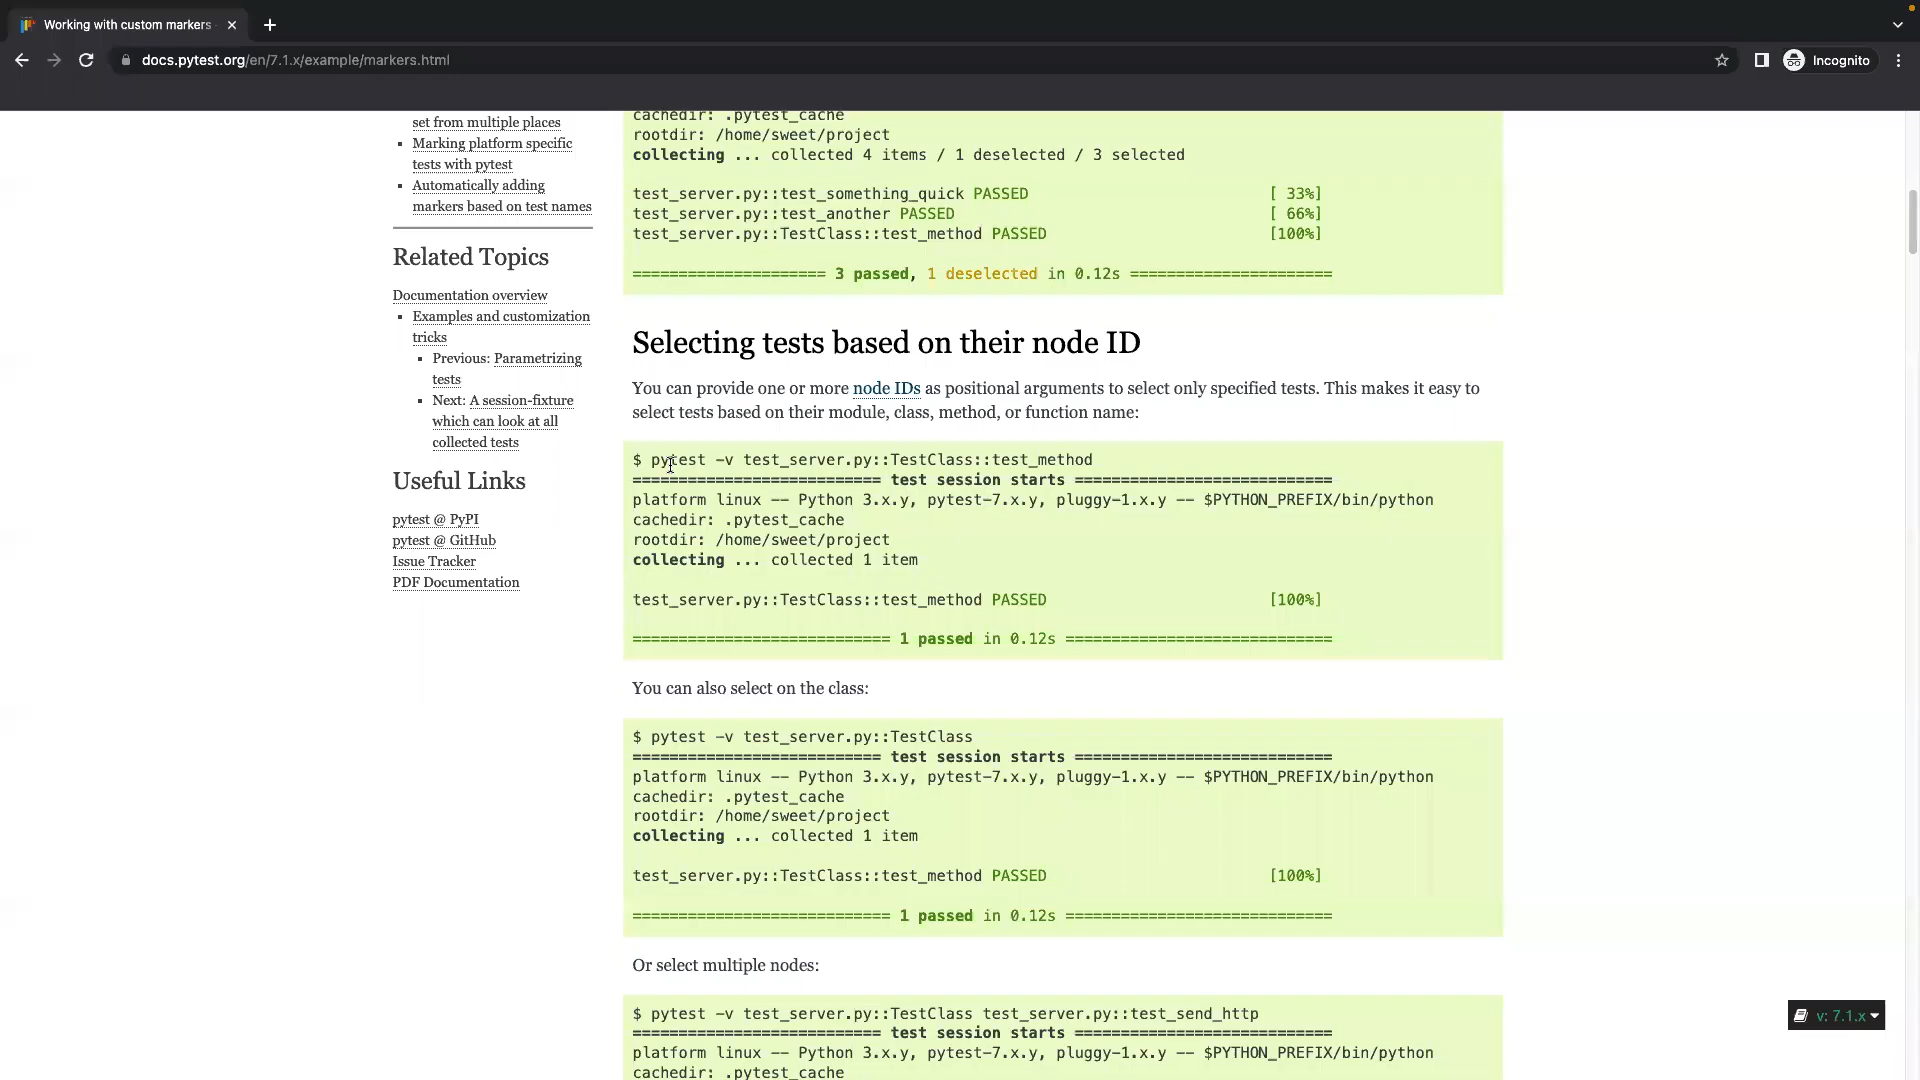 Working with custom markers
docs.pytest.org/en/7.1.x/example/markers.html
Incognito
set from multiple places
Marking platform specific
tests with pytest
Automatically adding
markers based on test names
Related Topics
Documentation overview
Examples and customization
tricks
Previous: Parametrizing
tests
Next: A session-fixture
which can look at all
collected tests
Useful Links
pytest @ PyPI
pytest @ GitHub
Issue Tracker
PDF Documentation
cachedir: .pytest_cache
rootdir: /home/sweet/project
collecting ... collected 4 items / 1 deselected / 3 selected
test_server.py::test_something_quick PASSED [ 33%]
test_server.py::test_another PASSED [ 66%]
test_server.py::TestClass::test_method PASSED [100%]
===================== 3 passed, 1 deselected in 0.12s ======================
Selecting tests based on their node ID
You can provide one or more node IDs as positional arguments to select only specified tests. This makes it easy to
select tests based on their module, class, method, or function name:
$ pytest -v test_server.py::TestClass::test_method
=========================== test session starts ============================
platform linux -- Python 3.x.y, pytest-7.x.y, pluggy-1.x.y -- $PYTHON_PREFIX/bin/python
cachedir: .pytest_cache
rootdir: /home/sweet/project
collecting ... collected 1 item
test_server.py::TestClass::test_method PASSED [100%]
============================ 1 passed in 0.12s =============================
You can also select on the class:
$ pytest -v test_server.py::TestClass
=========================== test session starts ============================
platform linux -- Python 3.x.y, pytest-7.x.y, pluggy-1.x.y -- $PYTHON_PREFIX/bin/python
cachedir: .pytest_cache
rootdir: /home/sweet/project
collecting ... collected 1 item
test_server.py::TestClass::test_method PASSED [100%]
============================ 1 passed in 0.12s =============================
Or select multiple nodes:
$ pytest -v test_server.py::TestClass test_server.py::test_send_http
=========================== test session starts ============================
platform linux -- Python 3.x.y, pytest-7.x.y, pluggy-1.x.y -- $PYTHON_PREFIX/bin/python
cachedir: .pytest_cache
v: 7.1.x